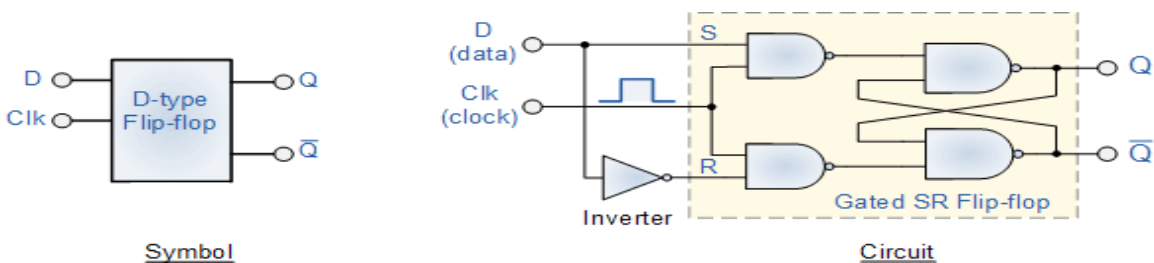 D
Clk
D-type
Flip-flop
Q
Q̅
Symbol
D
(data)
Clk
(clock)
S
R
Inverter
Q
Q̅
Gated SR Flip-flop
Circuit